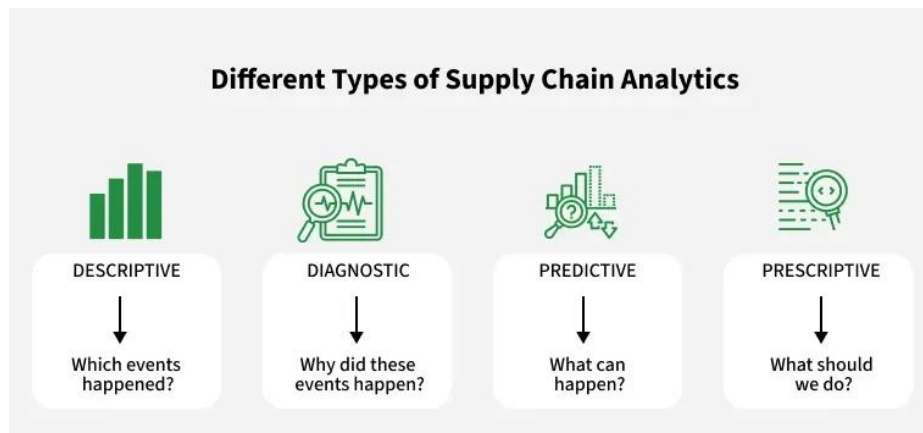 Different Types of Supply Chain Analytics
DESCRIPTIVE
Which events
happened?
DIAGNOSTIC
Why did these
events happen?
PREDICTIVE
What can
happen?
PRESCRIPTIVE
What should
we do?